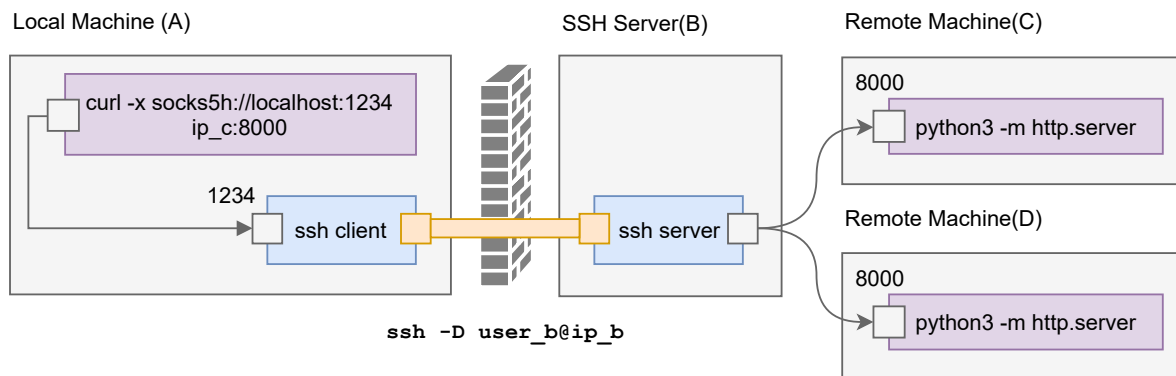 Local Machine (A)
SSH Server(B)
Remote Machine(C)
curl -x socks5h://localhost:1234
ip_c:8000
8000
python3 -m http.server
1234
ssh client
ssh server
Remote Machine(D)
8000
python3 -m http.server
ssh -D user_b@ip_b